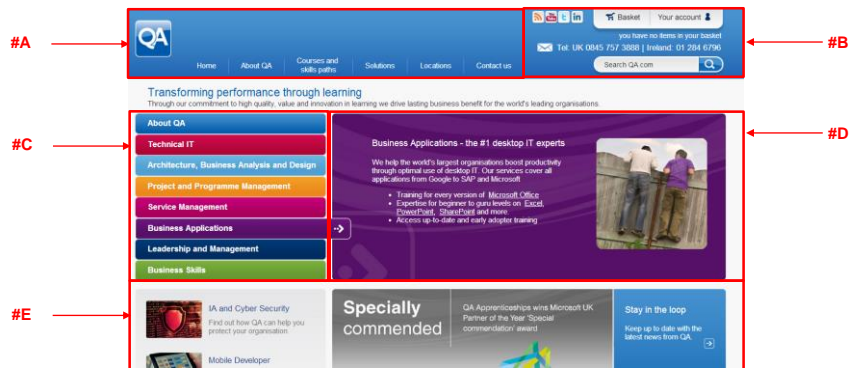 #A
QA
Home
About QA
Courses and
skills paths
Solutions
Locations
Contact us
You Tube
t
in
Basket
Your account
you have no items in your basket
Tel: UK 0845 757 3888 | Ireland: 01 284 6796
Search QA.com
#B
Transforming performance through learning
Through our commitment to high quality, value and innovation in learning we drive lasting business benefit for the world's leading organisations.
#C
About QA
Technical IT
Architecture, Business Analysis and Design
Project and Programme Management
Service Management
Business Applications
Leadership and Management
Business Skills
#D
Business Applications - the #1 desktop IT experts
We help the world's largest organisations boost productivity
through optimal use of desktop IT. Our services cover all
applications from Google to SAP and Microsoft
• Training for every version of Microsoft Office
• Expertise for beginner to guru levels on Excel,
PowerPoint, SharePoint and more.
• Access up-to-date and early adopter training
#E
IA and Cyber Security
Find out how QA can help you
protect your organisation.
Mobile Developer
Specially
commended
QA Apprenticeships wins Microsoft UK
Partner of the Year 'Special
commendation' award
Stay in the loop
Keep up to date with the
latest news from QA.